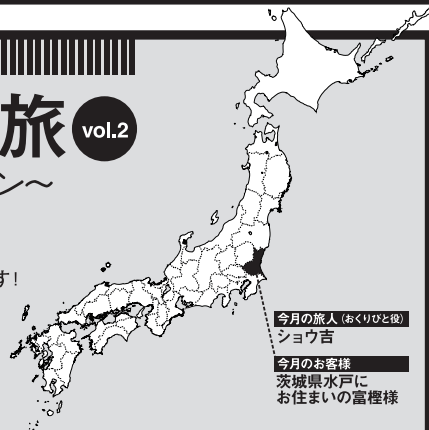 旅 vol.2
ン〜
す!
今月の旅人(おくりびと役)
ショウ吉
今月のお客様
茨城県水戸に
お住まいの富樫様